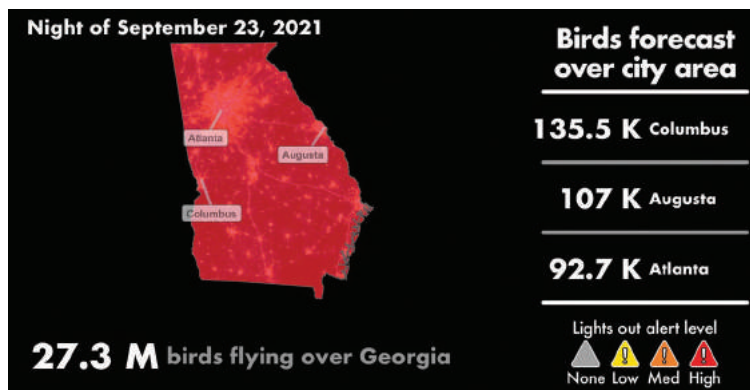 Night of September 23, 2021
Atlanta
Augusta
Columbus
27.3 M birds flying over Georgia
Birds forecast
over city area
135.5 K Columbus
107 K Augusta
92.7 K Atlanta
Lights out alert level
! ! !
None Low Med High